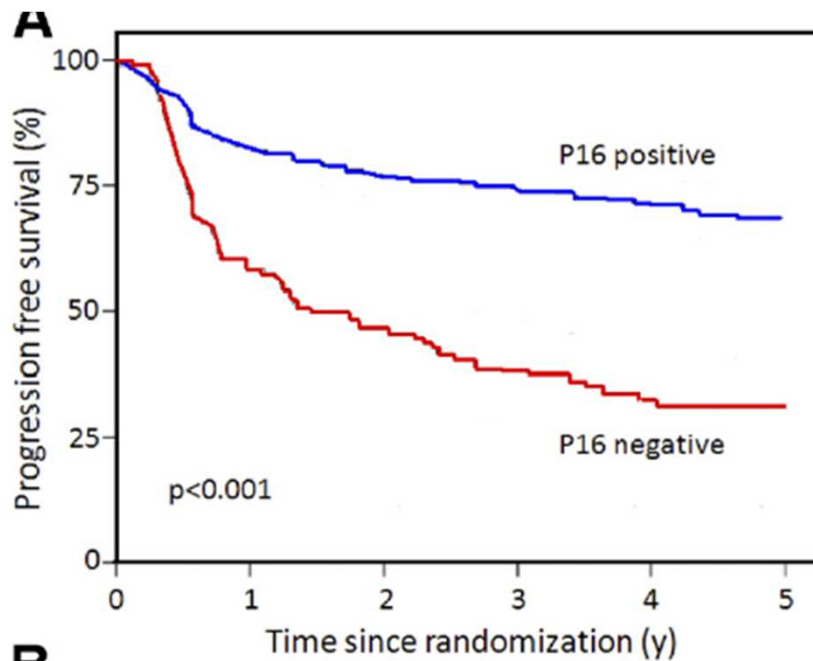 A
Progression free survival (%)
100
75
50
25
0
P16 positive
P16 negative
p<0.001
0 1 2 3 4 5
Time since randomization (y)
B